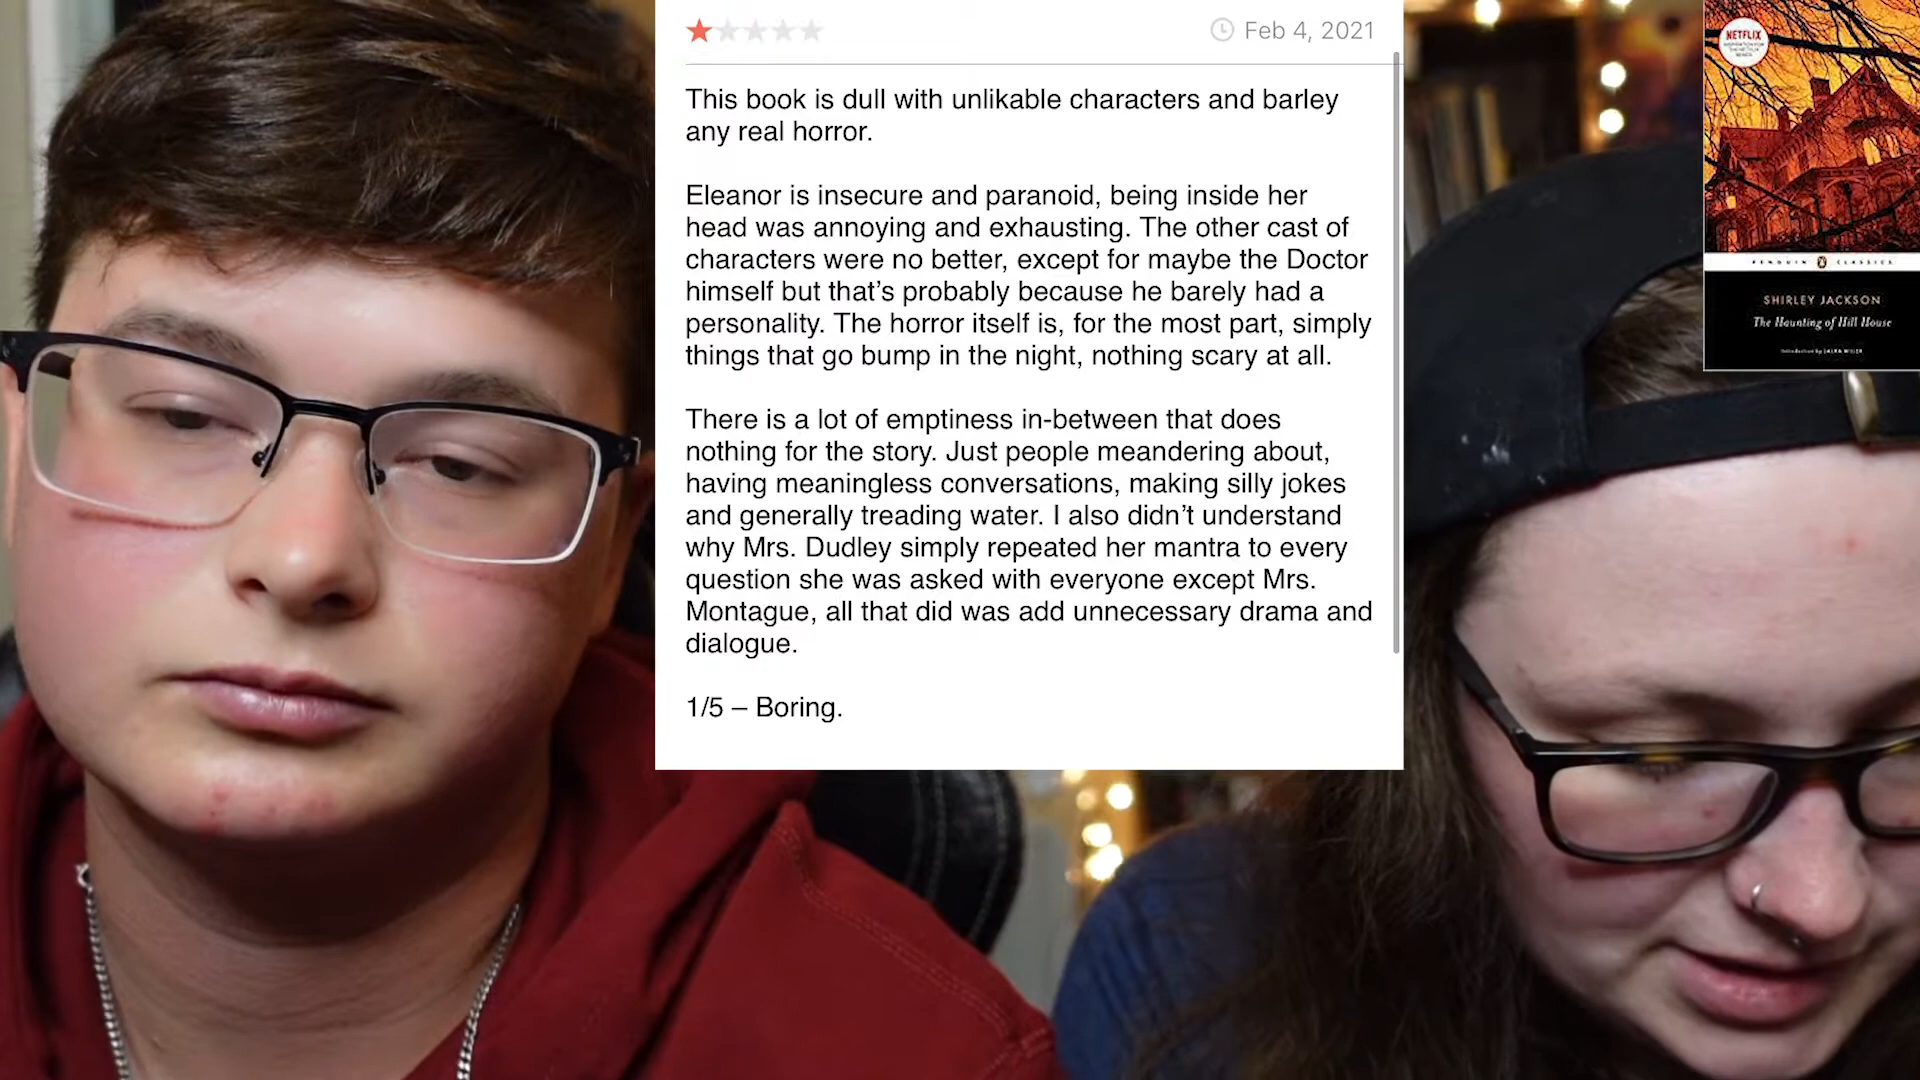 Feb 4, 2021
This book is dull with unlikable characters and barley
any real horror.
Eleanor is insecure and paranoid, being inside her
head was annoying and exhausting. The other cast of
characters were no better, except for maybe the Doctor
himself but that’s probably because he barely had a
personality. The horror itself is, for the most part, simply
things that go bump in the night, nothing scary at all.
There is a lot of emptiness in-between that does
nothing for the story. Just people meandering about,
having meaningless conversations, making silly jokes
and generally treading water. I also didn’t understand
why Mrs. Dudley simply repeated her mantra to every
question she was asked with everyone except Mrs.
Montague, all that did was add unnecessary drama and
dialogue.
1/5 – Boring.
NETFLIX
PENGUIN CLASSICS
SHIRLEY JACKSON
The Haunting of Hill House